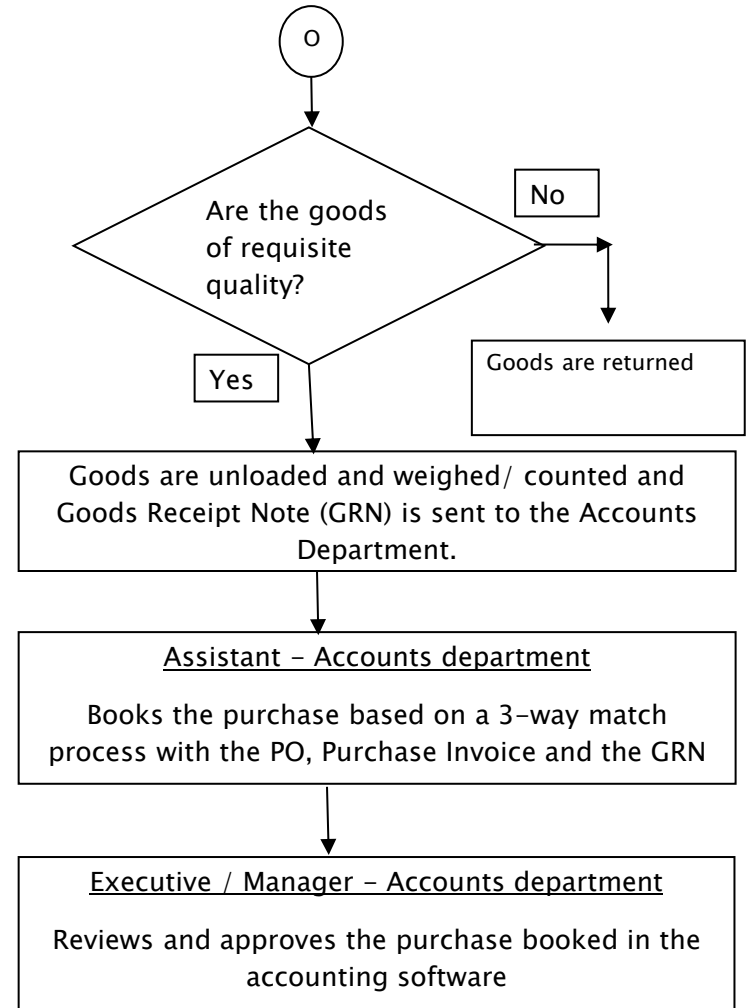 O
Are the goods
of requisite
quality?
No
Yes
Goods are returned
Goods are unloaded and weighed/ counted and
Goods Receipt Note (GRN) is sent to the Accounts
Department.
Assistant – Accounts department
Books the purchase based on a 3-way match
process with the PO, Purchase Invoice and the GRN
Executive / Manager – Accounts department
Reviews and approves the purchase booked in the
accounting software